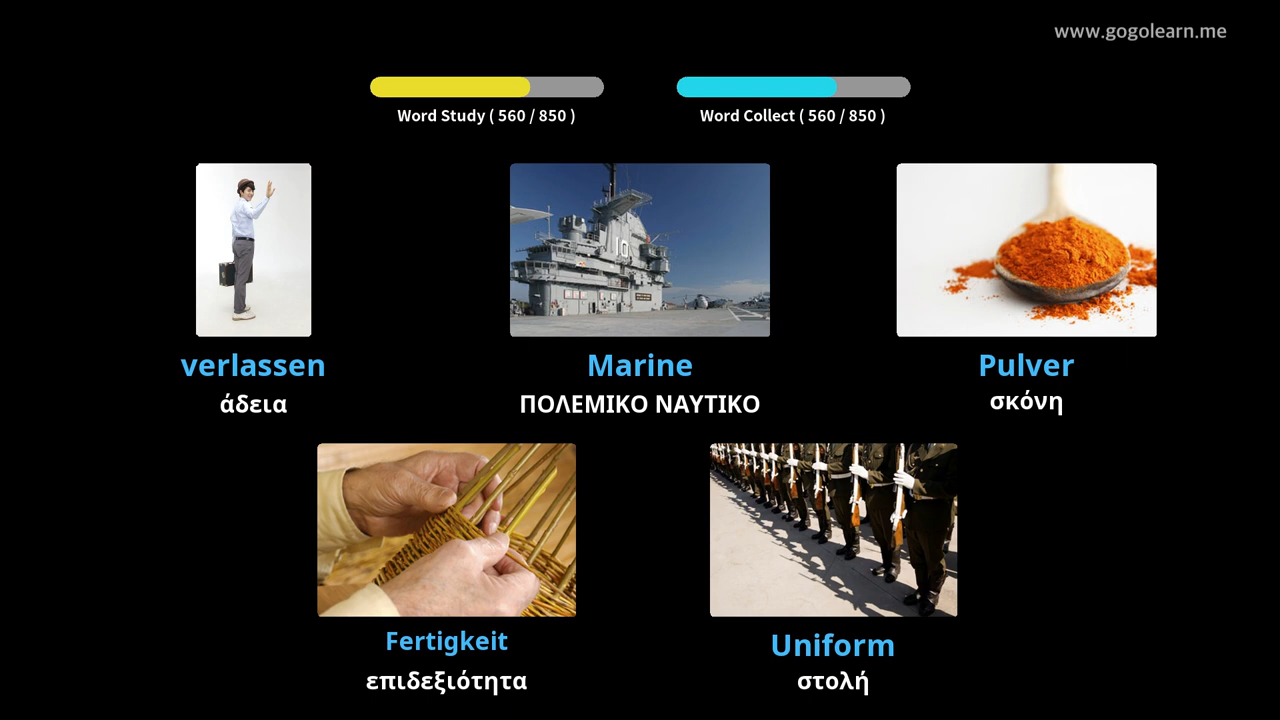 www.gogolearn.me
Word Study ( 560 / 850 )
Word Collect ( 560 / 850 )
verlassen
άδεια
Marine
ΠΟΛΕΜΙΚΟ ΝΑΥΤΙΚΟ
Pulver
σκόνη
Fertigkeit
επιδεξιότητα
Uniform
στολή